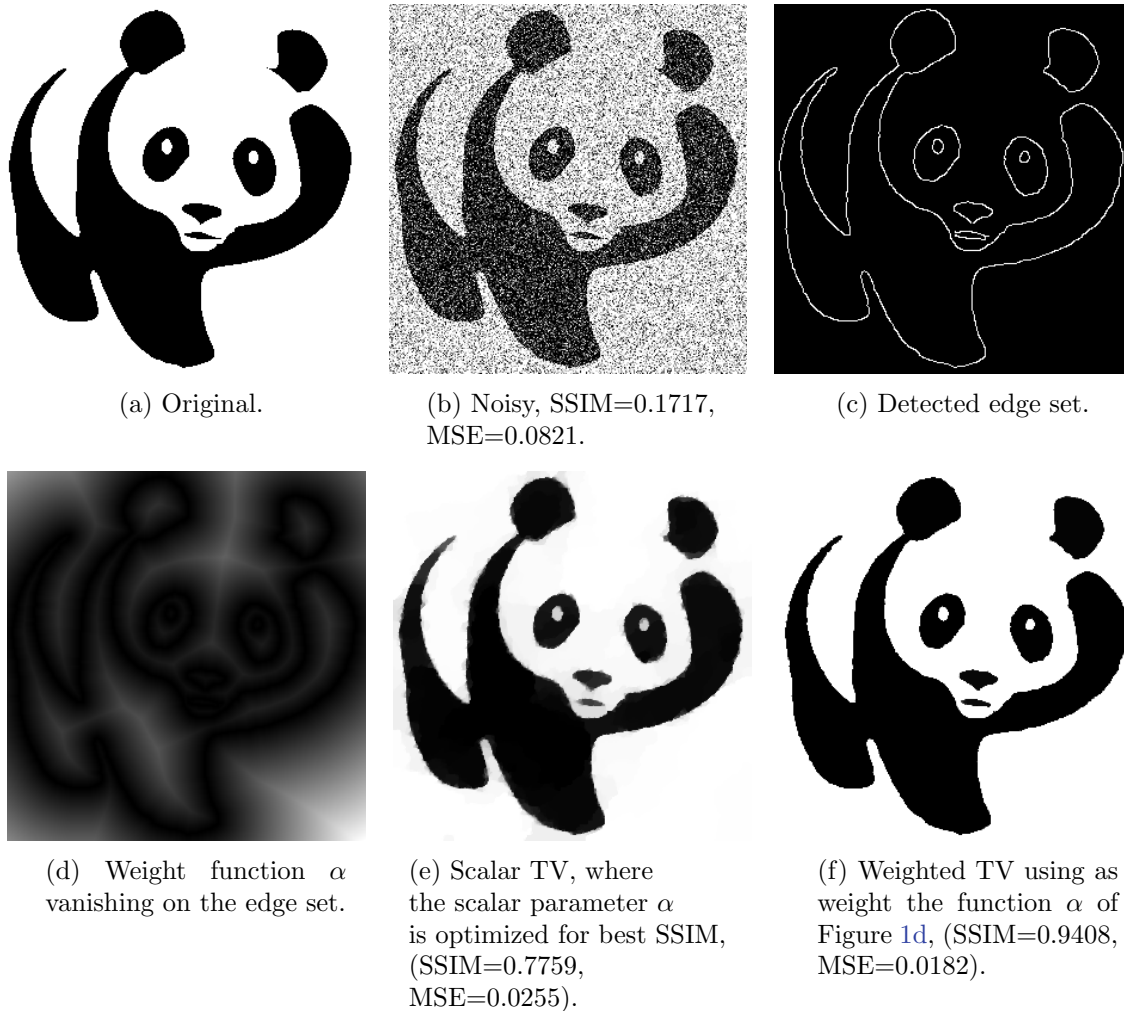 (a) Original.
(b) Noisy, SSIM=0.1717,
MSE=0.0821.
(c) Detected edge set.
(d) Weight function α
vanishing on the edge set.
(e) Scalar TV, where
the scalar parameter α
is optimized for best SSIM,
(SSIM=0.7759,
MSE=0.0255).
(f) Weighted TV using as
weight the function α of
Figure 1d, (SSIM=0.9408,
MSE=0.0182).